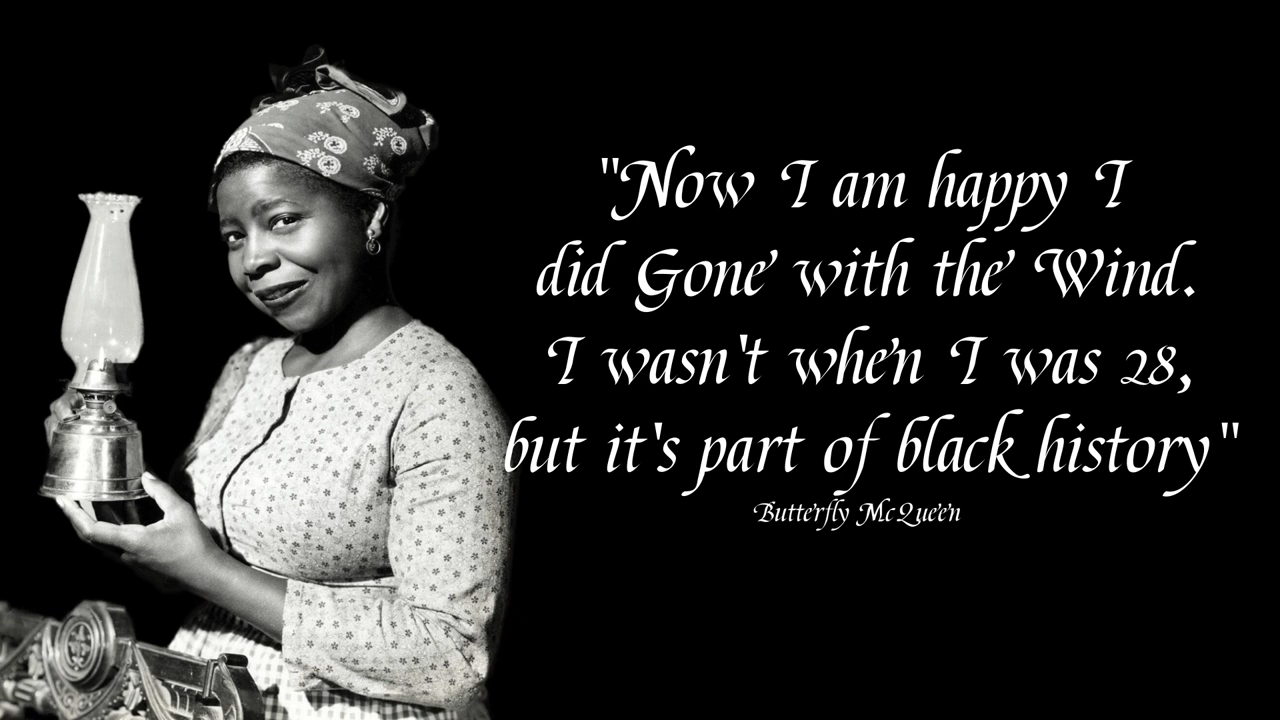 "Now I am happy I
did Gone with the Wind.
I wasn't when I was 28,
but it's part of black history"
Butterfly McQueen